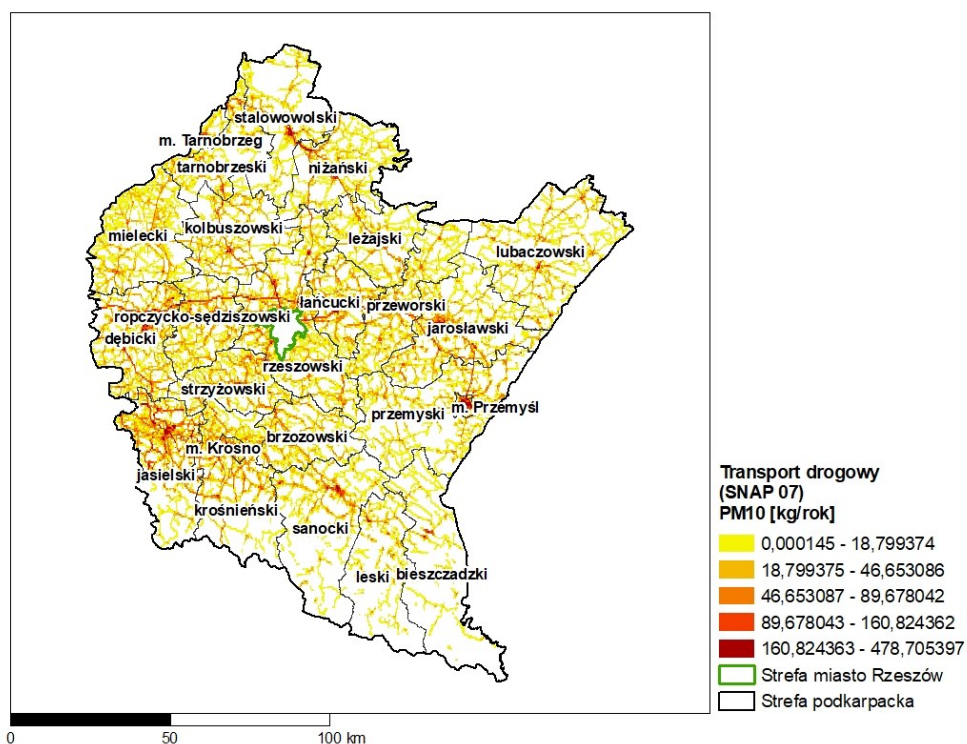 stalowowolski
m. Tarnobrzeg
tarnobrzeski
niżański
kolbuszowski
mielecki
leżajski
lubaczowski
łańcucki
przeworski
ropczycko-sędziszowski
jarosławski
dębicki
rzeszowski
strzyżowski
m. Przemyśl
przemyski
brzozowski
m. Krosno
jasielski
krośnieński
sanocki
leski
bieszczadzki
Transport drogowy
(SNAP 07)
PM10 [kg/rok]
0,000145 - 18,799374
18,799375 - 46,653086
46,653087 - 89,678042
89,678043 - 160,824362
160,824363 - 478,705397
Strefa miasto Rzeszów
Strefa podkarpacka
0 50 100 km